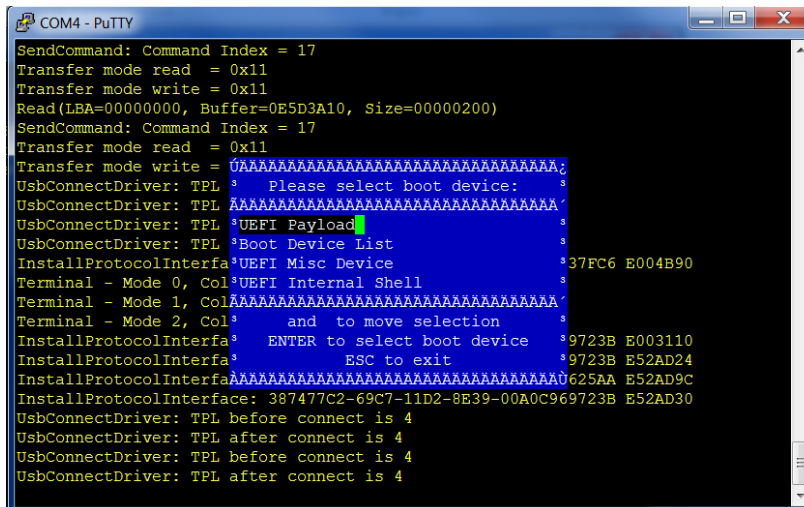 COM4 - PuTTY
SendCommand: Command Index = 17
Transfer mode read  = 0x11
Transfer mode write = 0x11
Read(LBA=00000000, Buffer=0E5D3A10, Size=00000200)
SendCommand: Command Index = 17
Transfer mode read  = 0x11
Transfer mode write = ÚÄÄÄÄÄÄÄÄÄÄÄÄÄÄÄÄÄÄÄÄÄÄÄÄÄÄÄÄÄÄÄÄÄ¿
UsbConnectDriver: TPL ³   Please select boot device:    ³
UsbConnectDriver: TPL ÃÄÄÄÄÄÄÄÄÄÄÄÄÄÄÄÄÄÄÄÄÄÄÄÄÄÄÄÄÄÄÄÄÄ´
UsbConnectDriver: TPL ³UEFI Payload                     ³
UsbConnectDriver: TPL ³Boot Device List                 ³
InstallProtocolInterfa³UEFI Misc Device                 ³37FC6 E004B90
Terminal - Mode 0, Col³UEFI Internal Shell              ³
Terminal - Mode 1, ColÃÄÄÄÄÄÄÄÄÄÄÄÄÄÄÄÄÄÄÄÄÄÄÄÄÄÄÄÄÄÄÄÄÄ´
Terminal - Mode 2, Col³     and  to move selection      ³
InstallProtocolInterfa³   ENTER to select boot device   ³9723B E003110
InstallProtocolInterfa³           ESC to exit           ³9723B E52AD24
InstallProtocolInterfaÀÄÄÄÄÄÄÄÄÄÄÄÄÄÄÄÄÄÄÄÄÄÄÄÄÄÄÄÄÄÄÄÄÄÙ625AA E52AD9C
InstallProtocolInterface: 387477C2-69C7-11D2-8E39-00A0C969723B E52AD30
UsbConnectDriver: TPL before connect is 4
UsbConnectDriver: TPL after connect is 4
UsbConnectDriver: TPL before connect is 4
UsbConnectDriver: TPL after connect is 4